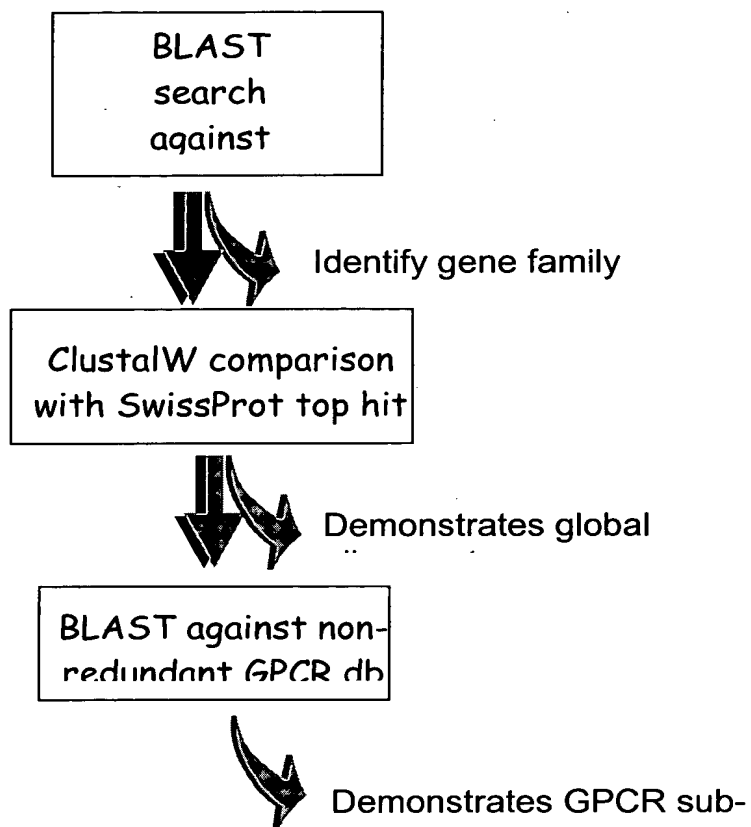 BLAST
search
against
Identify gene family
ClustalW comparison
with SwissProt top hit
Demonstrates global
BLAST against non-
redundant GPCR db
Demonstrates GPCR sub-